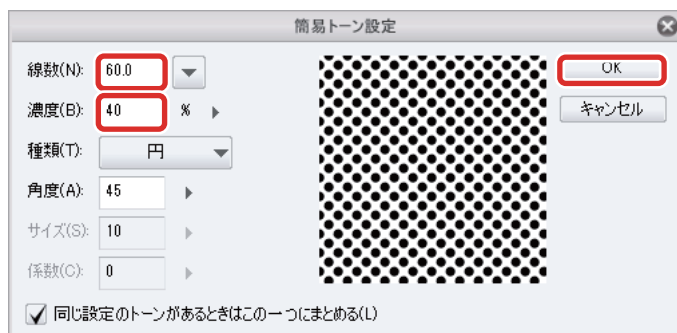 簡易トーン設定
線数(N): 60.0
OK
濃度(B): 40 %
キャンセル
種類(T): 円
角度(A): 45
サイズ(S): 10
係数(C): 0
同じ設定のトーンがあるときはこの一つにまとめる(L)